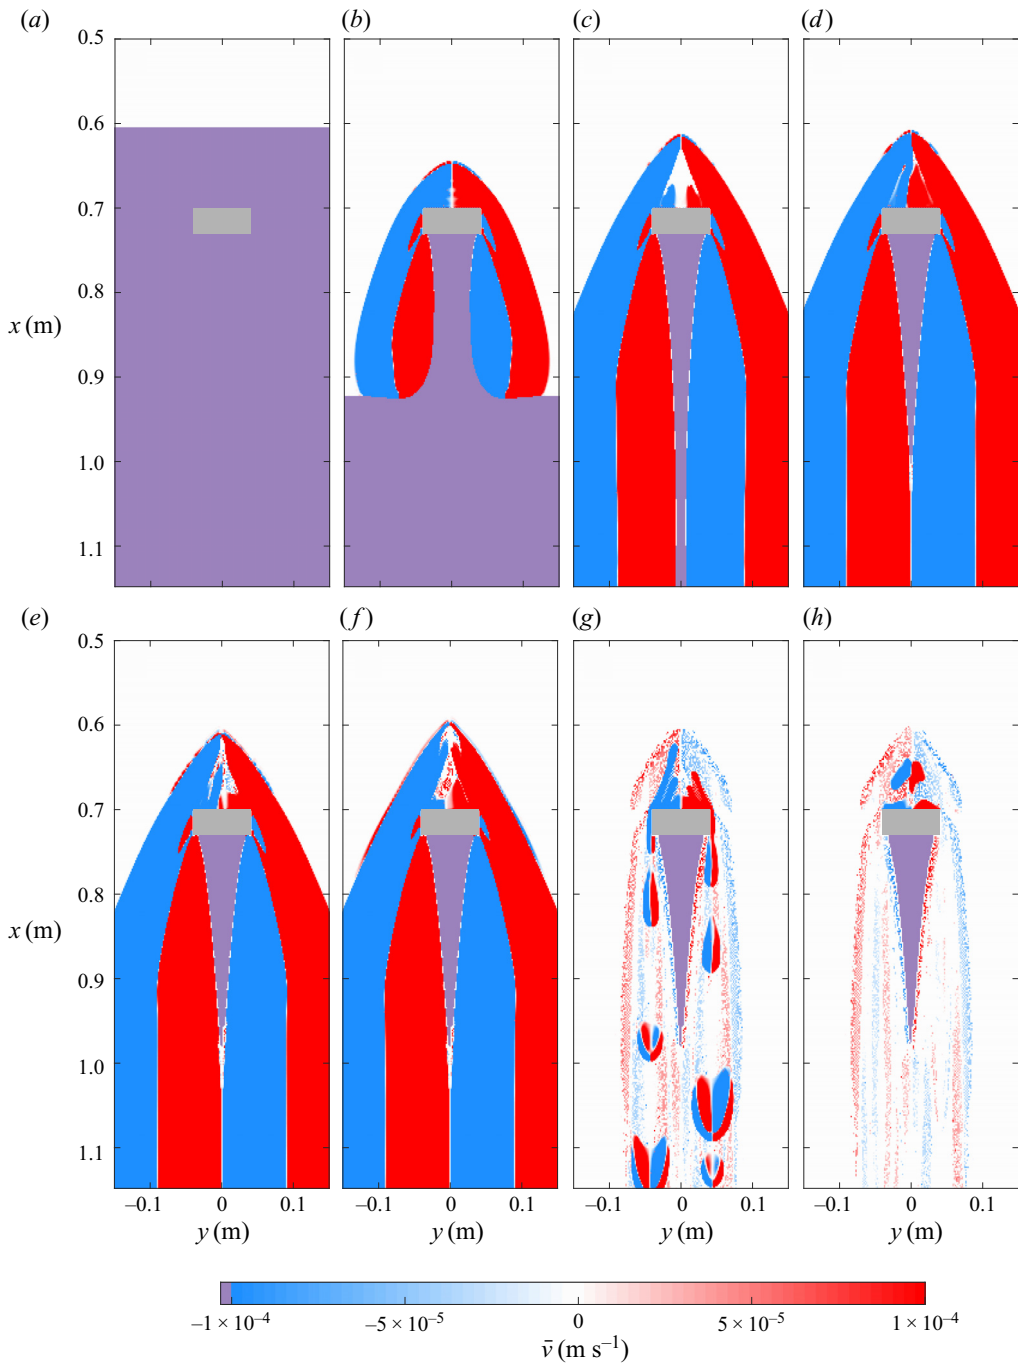 (a) (b) (c) (d)
0.5
0.6
0.7
0.8
x (m)
0.9
1.0
1.1
(e) (f) (g) (h)
0.5
0.6
0.7
0.8
x (m)
0.9
1.0
1.1
–0.1 0 0.1 –0.1 0 0.1 –0.1 0 0.1 –0.1 0 0.1
y (m) y (m) y (m) y (m)
–1 × 10⁻⁴ –5 × 10⁻⁵ 0 5 × 10⁻⁵ 1 × 10⁻⁴
v̄ (m s⁻¹)